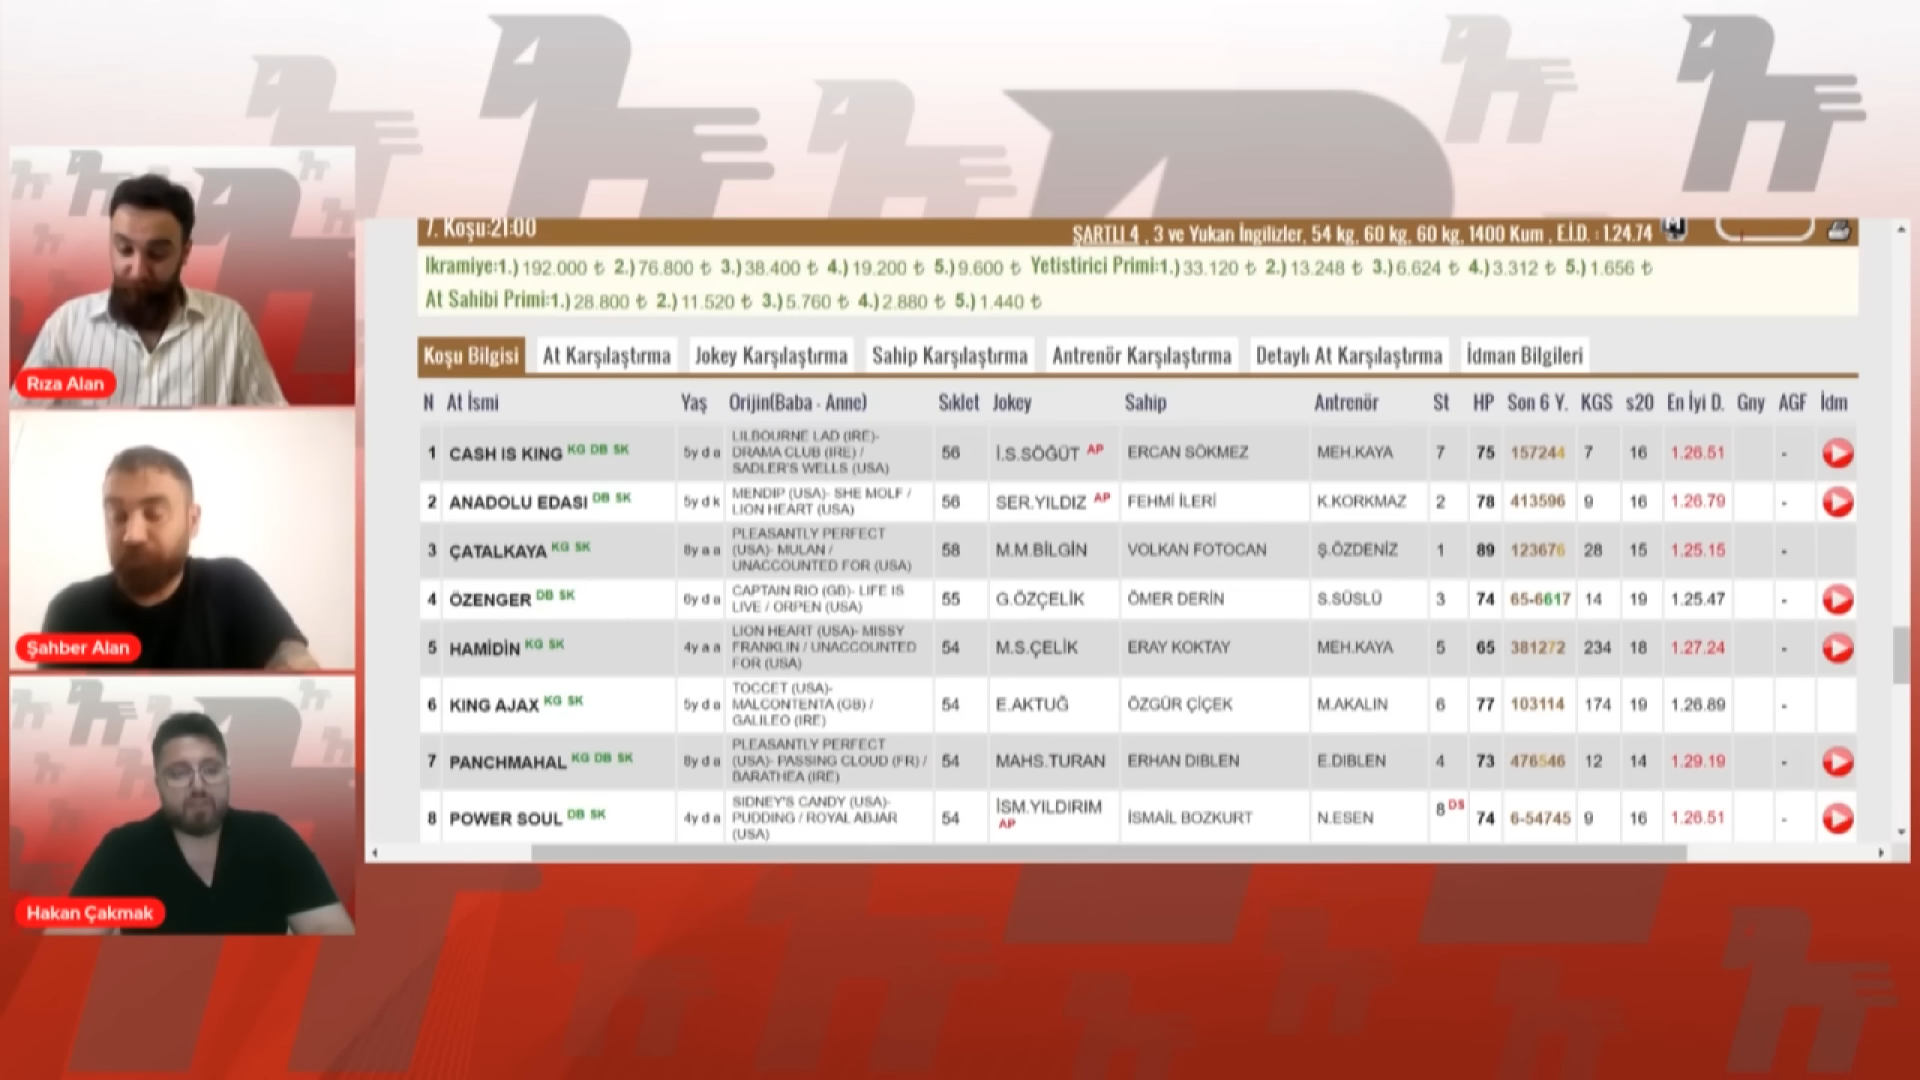 7. Koşu:21:00
ŞARTLI 4 , 3 ve Yukarı İngilizler, 54 kg, 60 kg, 60 kg, 1400 Kum , E.İ.D. : 1.24.74
İkramiye:1.) 192.000 ₺ 2.) 76.800 ₺ 3.) 38.400 ₺ 4.) 19.200 ₺ 5.) 9.600 ₺ Yetistirici Primi:1.) 33.120 ₺ 2.) 13.248 ₺ 3.) 6.624 ₺ 4.) 3.312 ₺ 5.) 1.656 ₺
At Sahibi Primi:1.) 28.800 ₺ 2.) 11.520 ₺ 3.) 5.760 ₺ 4.) 2.880 ₺ 5.) 1.440 ₺
Koşu Bilgisi At Karşılaştırma Jokey Karşılaştırma Sahip Karşılaştırma Antrenör Karşılaştırma Detaylı At Karşılaştırma İdman Bilgileri
N At İsmi Yaş Orijin(Baba - Anne) Sıklet Jokey Sahip Antrenör St HP Son 6 Y. KGS s20 En İyi D. Gny AGF İdm
1 CASH IS KING KG DB SK 5y d a LILBOURNE LAD (IRE)- DRAMA CLUB (IRE) / SADLER'S WELLS (USA) 56 İ.S.SÖĞÜT AP ERCAN SÖKMEZ MEH.KAYA 7 75 157244 7 16 1.26.51 -
2 ANADOLU EDASI DB SK 5y d k MENDIP (USA)- SHE MOLF / LION HEART (USA) 56 SER.YILDIZ AP FEHMİ İLERİ K.KORKMAZ 2 78 413596 9 16 1.26.79 -
3 ÇATALKAYA KG SK 8y a a PLEASANTLY PERFECT (USA)- MULAN / UNACCOUNTED FOR (USA) 58 M.M.BİLGİN VOLKAN FOTOCAN Ş.ÖZDENİZ 1 89 123676 28 15 1.25.15 -
4 ÖZENGER DB SK 6y d a CAPTAIN RIO (GB)- LIFE IS LIVE / ORPEN (USA) 55 G.ÖZÇELİK ÖMER DERİN S.SÜSLÜ 3 74 65-6617 14 19 1.25.47 -
5 HAMİDİN KG SK 4y a a LION HEART (USA)- MISSY FRANKLIN / UNACCOUNTED FOR (USA) 54 M.S.ÇELİK ERAY KOKTAY MEH.KAYA 5 65 381272 234 18 1.27.24 -
6 KING AJAX KG SK 5y d a TOCCET (USA)- MALCONTENTA (GB) / GALILEO (IRE) 54 E.AKTUĞ ÖZGÜR ÇİÇEK M.AKALIN 6 77 103114 174 19 1.26.89 -
7 PANCHMAHAL KG DB SK 8y d a PLEASANTLY PERFECT (USA)- PASSING CLOUD (FR) / BARATHEA (IRE) 54 MAHS.TURAN ERHAN DIBLEN E.DIBLEN 4 73 476546 12 14 1.29.19 -
8 POWER SOUL DB SK 4y d a SIDNEY'S CANDY (USA)- PUDDING / ROYAL ABJAR (USA) 54 İSM.YILDIRIM AP İSMAİL BOZKURT N.ESEN 8 DS 74 6-54745 9 16 1.26.51 -
Rıza Alan
Şahber Alan
Hakan Çakmak